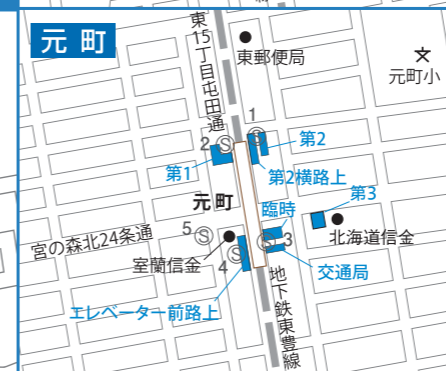 元 町
東15丁目屯田通
東郵便局
文
元町小
1
2
Ⓢ
Ⓢ
第2
第1
第2横路上
元町
臨時
第3
宮の森北24条通
5
Ⓢ
Ⓢ
3
北海道信金
室蘭信金
4
Ⓢ
交通局
エレベーター前路上
地下鉄東豊線